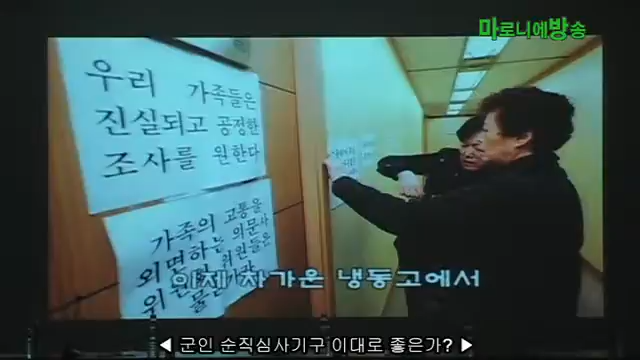 마로니에방송
우리 가족들은
진실되고 공정한
조사를 원한다
가족의 고통을
외면하는 의문사
위원들은
이제 차가운 냉동고에서
◀ 군인 순직심사기구 이대로 좋은가? ▶